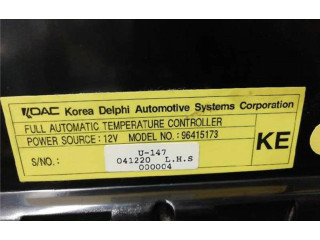 KDAC Korea Delphi Automotive Systems Corporation
FULL AUTOMATIC TEMPERATURE CONTROLLER
POWER SOURCE: 12V MODEL NO.: 96415173
KE
S/NO.:
U-147
041220 L.H.S
000004